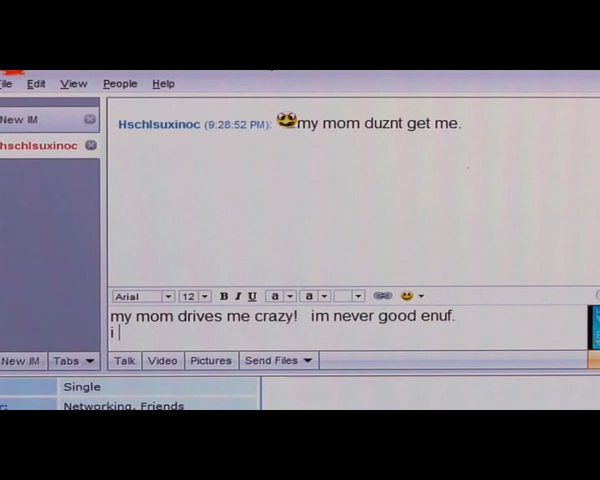 ile Edit View People Help
New IM
hschlsuxinoc
Hschlsuxinoc (9:28:52 PM): my mom duznt get me.
Arial 12 B I U a a
my mom drives me crazy! im never good enuf.
i
New IM Tabs Talk Video Pictures Send Files
Single
Networking, Friends